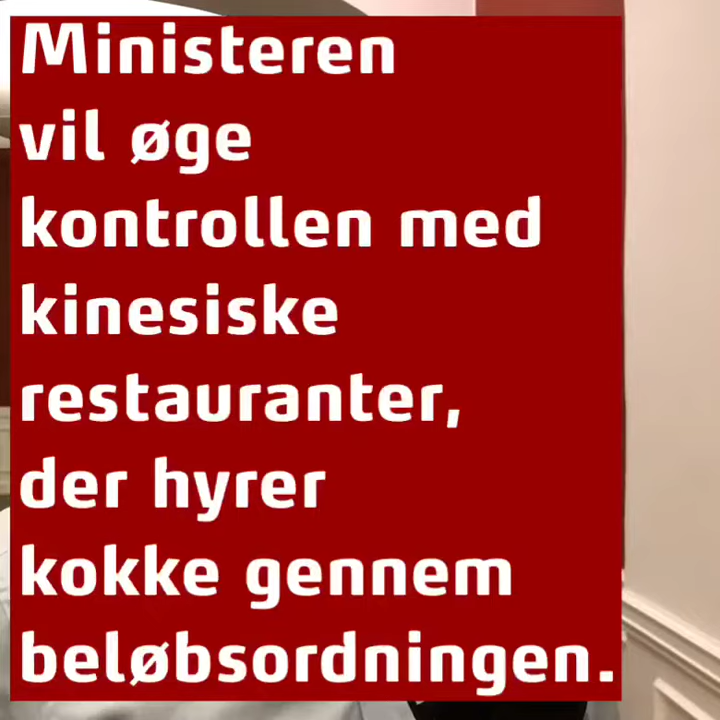 Ministeren
vil øge
kontrollen med
kinesiske
restauranter,
der hyrer
kokke gennem
beløbsordningen.